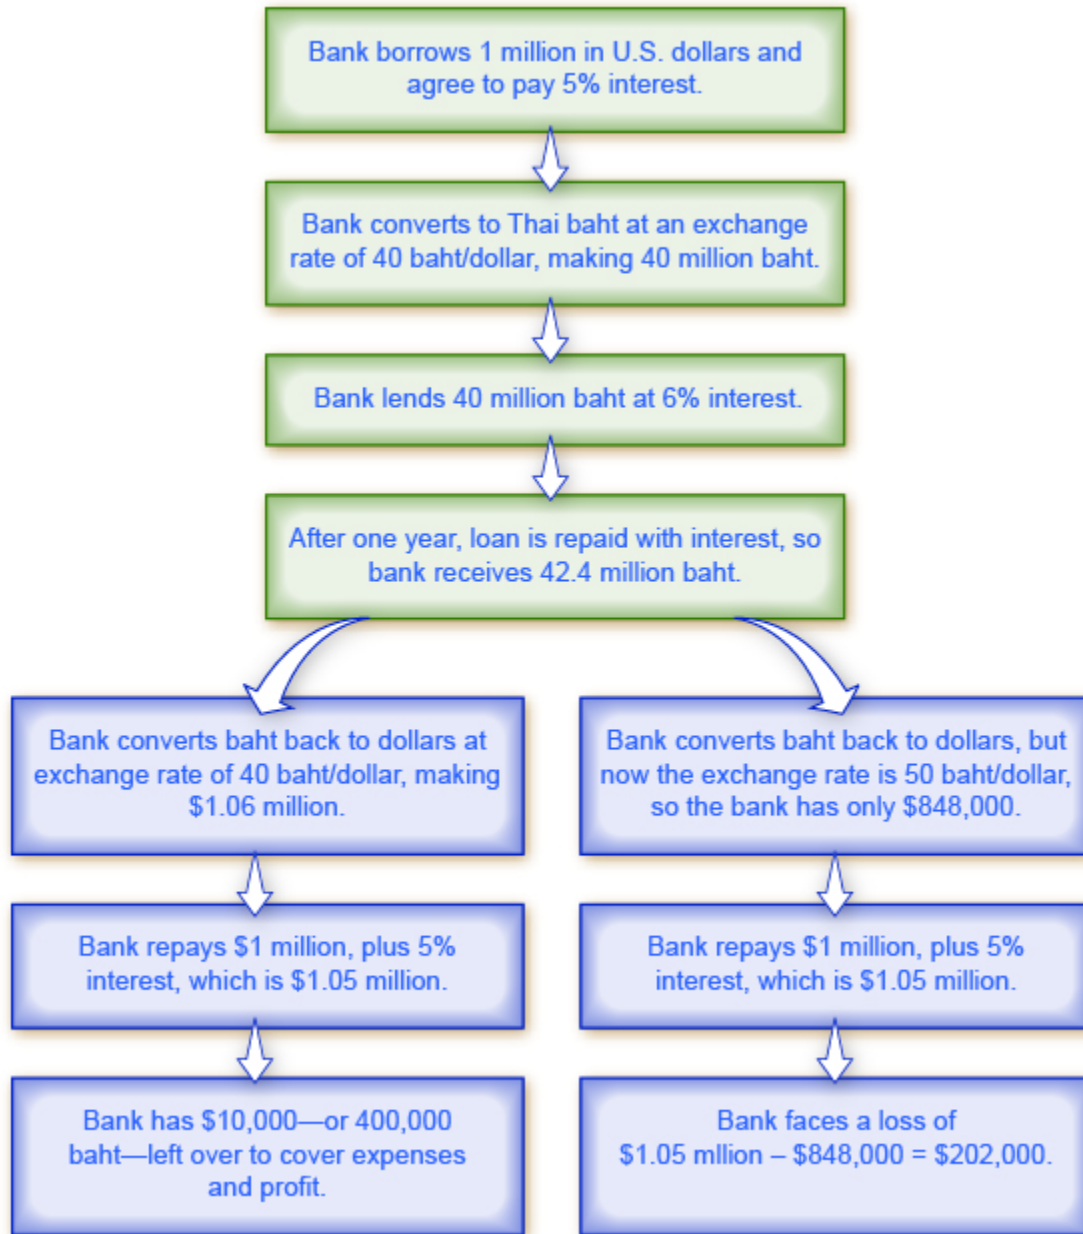 Bank borrows 1 million in U.S. dollars and
agree to pay 5% interest.
Bank converts to Thai baht at an exchange
rate of 40 baht/dollar, making 40 million baht.
Bank lends 40 million baht at 6% interest.
After one year, loan is repaid with interest, so
bank receives 42.4 million baht.
Bank converts baht back to dollars at
exchange rate of 40 baht/dollar, making
$1.06 million.
Bank repays $1 million, plus 5%
interest, which is $1.05 million.
Bank has $10,000—or 400,000
baht—left over to cover expenses
and profit.
Bank converts baht back to dollars, but
now the exchange rate is 50 baht/dollar,
so the bank has only $848,000.
Bank repays $1 million, plus 5%
interest, which is $1.05 million.
Bank faces a loss of
$1.05 mllion – $848,000 = $202,000.